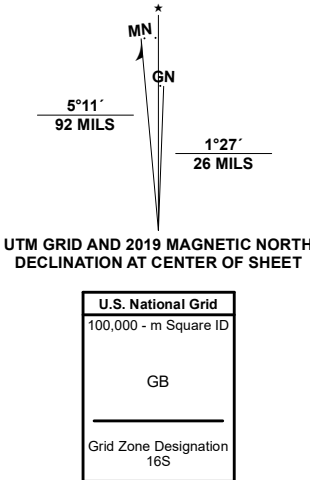 MN
GN
5°11´
92 MILS
1°27´
26 MILS
UTM GRID AND 2019 MAGNETIC NORTH
DECLINATION AT CENTER OF SHEET
U.S. National Grid
100,000 - m Square ID
GB
Grid Zone Designation
16S